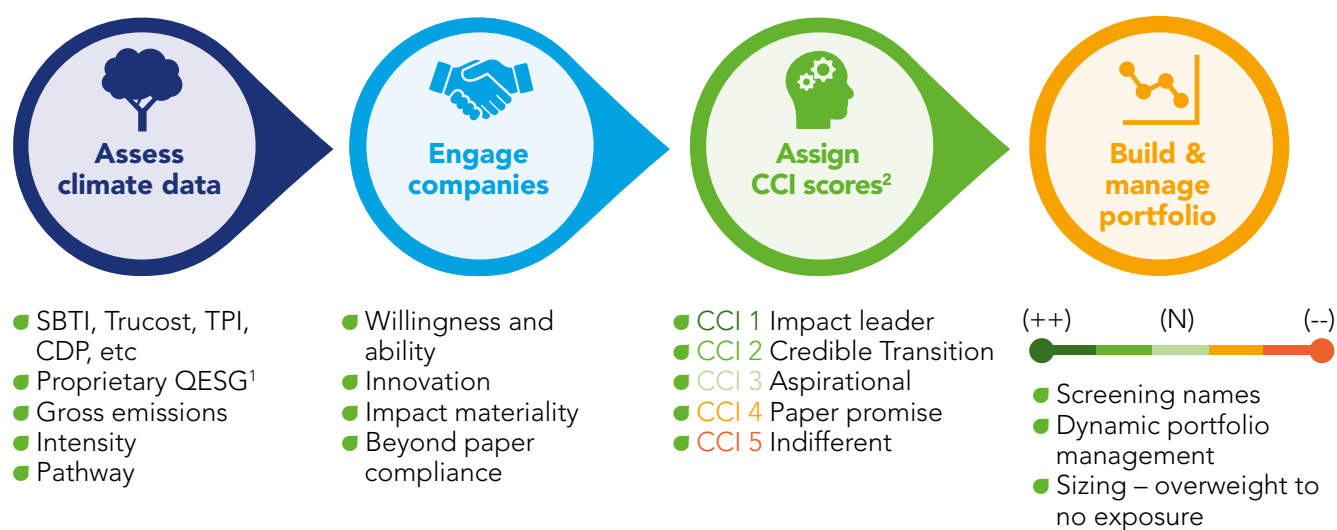 Assess
climate data
SBTI, Trucost, TPI,
CDP, etc
Proprietary QESG¹
Gross emissions
Intensity
Pathway
Engage
companies
Willingness and
ability
Innovation
Impact materiality
Beyond paper
compliance
Assign
CCI scores²
CCI 1 Impact leader
CCI 2 Credible Transition
CCI 3 Aspirational
CCI 4 Paper promise
CCI 5 Indifferent
Build &
manage
portfolio
(++) (N) (--)
Screening names
Dynamic portfolio
management
Sizing – overweight to
no exposure